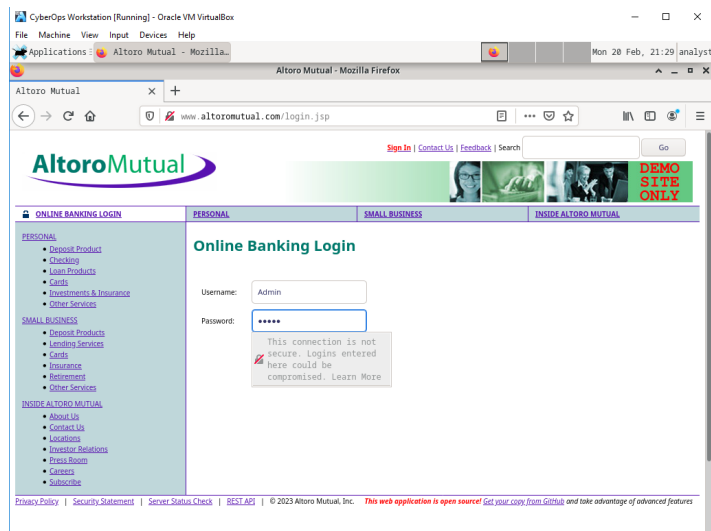 CyberOps Workstation [Running] - Oracle VM VirtualBox
File Machine View Input Devices Help
Applications Altoro Mutual - Mozilla… Mon 20 Feb, 21:29 analyst
Altoro Mutual - Mozilla Firefox
Altoro Mutual
www.altoromutual.com/login.jsp
Sign In | Contact Us | Feedback | Search Go
AltoroMutual
DEMO
SITE
ONLY
ONLINE BANKING LOGIN PERSONAL SMALL BUSINESS INSIDE ALTORO MUTUAL
PERSONAL
Deposit Product
Checking
Loan Products
Cards
Investments & Insurance
Other Services
SMALL BUSINESS
Deposit Products
Lending Services
Cards
Insurance
Retirement
Other Services
INSIDE ALTORO MUTUAL
About Us
Contact Us
Locations
Investor Relations
Press Room
Careers
Subscribe
Online Banking Login
Username: Admin
Password: •••••
This connection is not
secure. Logins entered
here could be
compromised. Learn More
Privacy Policy | Security Statement | Server Status Check | REST API | © 2023 Altoro Mutual, Inc. This web application is open source! Get your copy from GitHub and take advantage of advanced features